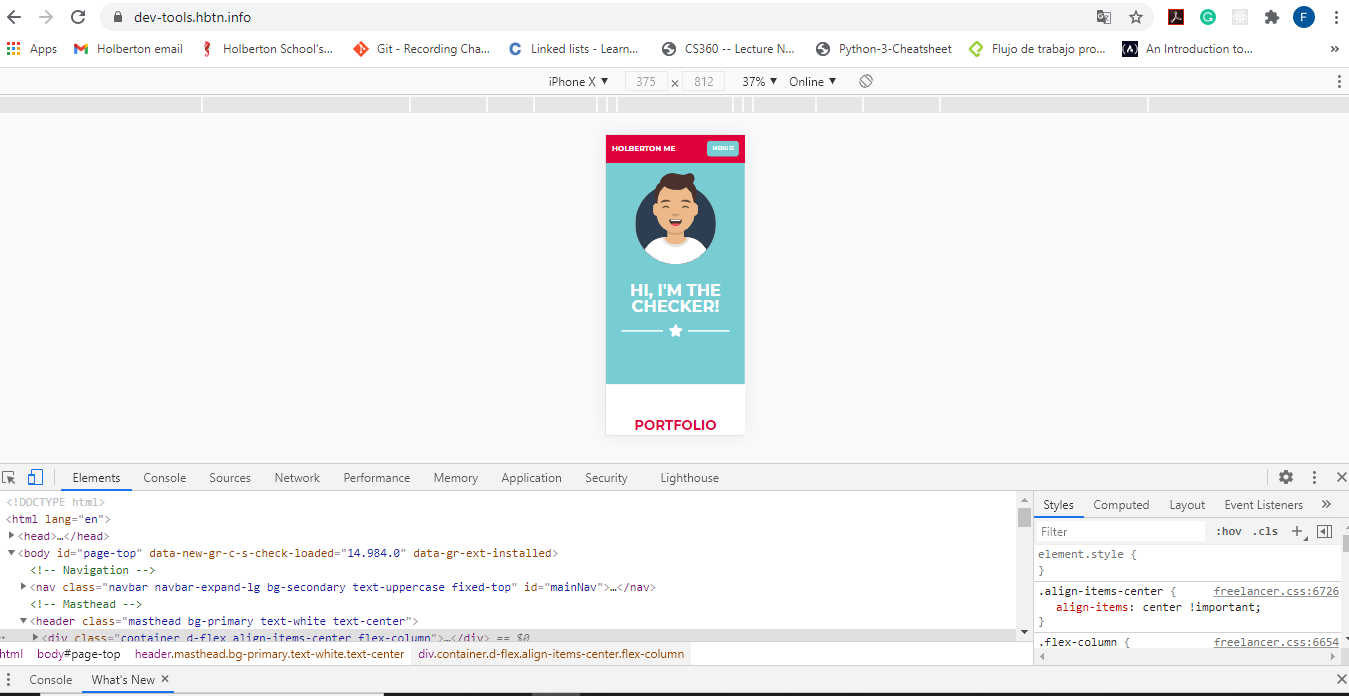 dev-tools.hbtn.info
Apps Holberton email Holberton School's... Git - Recording Cha... Linked lists - Learn... CS360 -- Lecture N... Python-3-Cheatsheet Flujo de trabajo pro... An Introduction to... »
iPhone X ▼ 375 x 812 37% ▼ Online ▼
HOLBERTON ME MENU
HI, I'M THE
CHECKER!
PORTFOLIO
Elements Console Sources Network Performance Memory Application Security Lighthouse
<!DOCTYPE html>
<html lang="en">
<head>…</head>
<body id="page-top" data-new-gr-c-s-check-loaded="14.984.0" data-gr-ext-installed>
<!-- Navigation -->
<nav class="navbar navbar-expand-lg bg-secondary text-uppercase fixed-top" id="mainNav">…</nav>
<!-- Masthead -->
<header class="masthead bg-primary text-white text-center">
<div class="container d-flex align-items-center flex-column">…</div> == $0
html body#page-top header.masthead.bg-primary.text-white.text-center div.container.d-flex.align-items-center.flex-column
Styles Computed Layout Event Listeners »
Filter :hov .cls +
element.style {
}
.align-items-center { freelancer.css:6726
align-items: center !important;
}
.flex-column { freelancer.css:6654
Console What's New ×
F